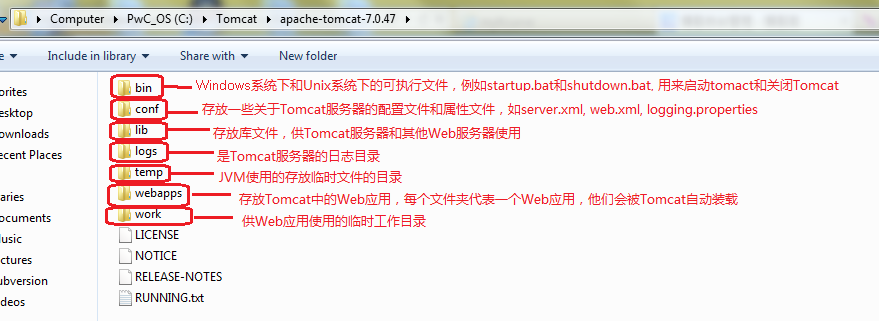 Computer ▸ PwC_OS (C:) ▸ Tomcat ▸ apache-tomcat-7.0.47 ▸
e Include in library Share with New folder
bin Windows系统下和Unix系统下的可执行文件，例如startup.bat和shutdown.bat, 用来启动tomact和关闭Tomcat
vorites
conf 存放一些关于Tomcat服务器的配置文件和属性文件，如server.xml, web.xml, logging.properties
esktop
lib 存放库文件，供Tomcat服务器和其他Web服务器使用
ownloads
logs 是Tomcat服务器的日志目录
ecent Places
temp JVM使用的存放临时文件的目录
webapps 存放Tomcat中的Web应用，每个文件夹代表一个Web应用，他们会被Tomcat自动装载
raries
work 供Web应用使用的临时工作目录
ocuments
LICENSE
usic
NOTICE
ctures
RELEASE-NOTES
ubversion
RUNNING.txt
deos